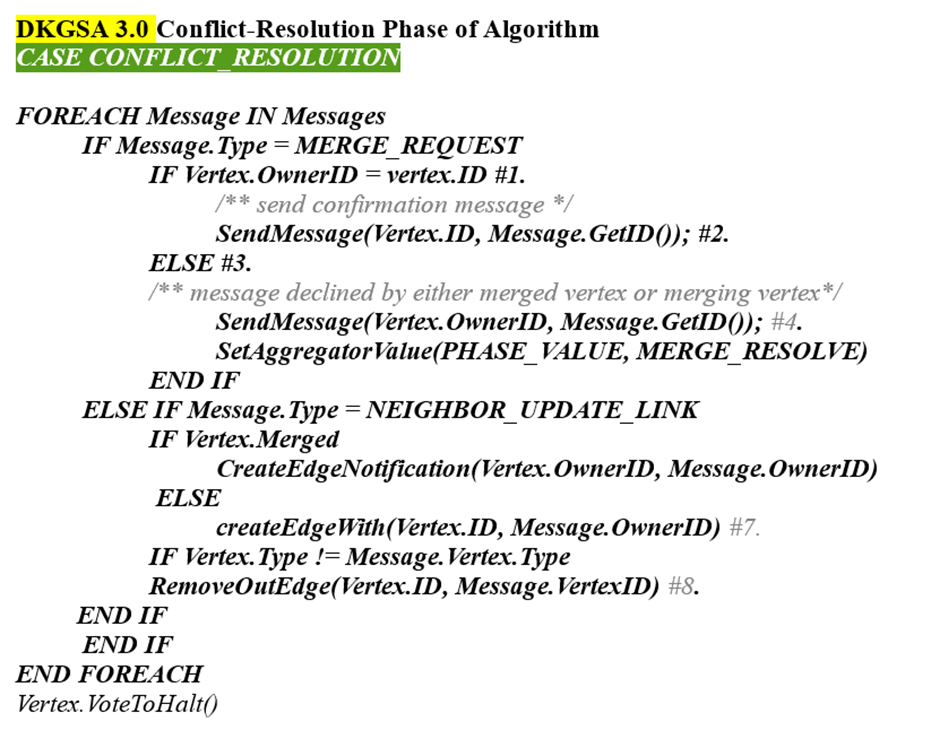 DKGSA 3.0 Conflict-Resolution Phase of Algorithm
CASE CONFLICT_RESOLUTION
FOREACH Message IN Messages
IF Message.Type = MERGE_REQUEST
IF Vertex.OwnerID = vertex.ID #1.
/** send confirmation message */
SendMessage(Vertex.ID, Message.GetID()); #2.
ELSE #3.
/** message declined by either merged vertex or merging vertex*/
SendMessage(Vertex.OwnerID, Message.GetID()); #4.
SetAggregatorValue(PHASE_VALUE, MERGE_RESOLVE)
END IF
ELSE IF Message.Type = NEIGHBOR_UPDATE_LINK
IF Vertex.Merged
CreateEdgeNotification(Vertex.OwnerID, Message.OwnerID)
ELSE
createEdgeWith(Vertex.ID, Message.OwnerID) #7.
IF Vertex.Type != Message.Vertex.Type
RemoveOutEdge(Vertex.ID, Message.VertexID) #8.
END IF
END IF
END FOREACH
Vertex.VoteToHalt()